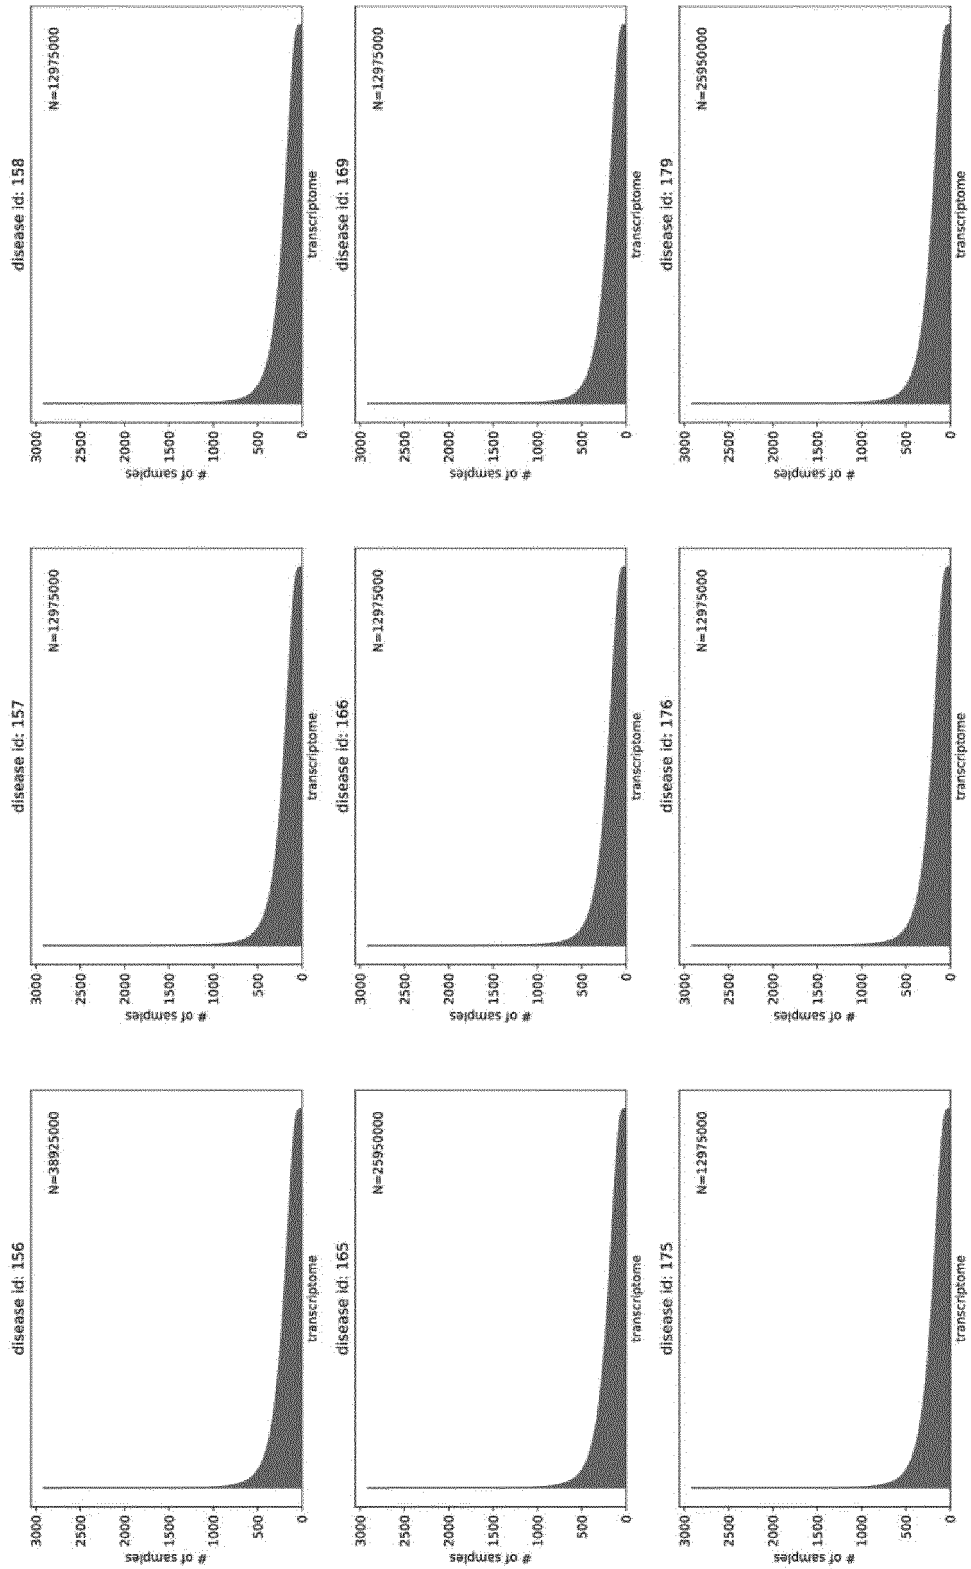 disease id: 156
N=38925000
3000
2500
2000
1500
1000
500
0
# of samples
transcriptome
disease id: 157
N=12975000
3000
2500
2000
1500
1000
500
0
# of samples
transcriptome
disease id: 158
N=12975000
3000
2500
2000
1500
1000
500
0
# of samples
transcriptome
disease id: 165
N=25950000
3000
2500
2000
1500
1000
500
0
# of samples
transcriptome
disease id: 166
N=12975000
3000
2500
2000
1500
1000
500
0
# of samples
transcriptome
disease id: 169
N=12975000
3000
2500
2000
1500
1000
500
0
# of samples
transcriptome
disease id: 175
N=12975000
3000
2500
2000
1500
1000
500
0
# of samples
transcriptome
disease id: 176
N=12975000
3000
2500
2000
1500
1000
500
0
# of samples
transcriptome
disease id: 179
N=25950000
3000
2500
2000
1500
1000
500
0
# of samples
transcriptome